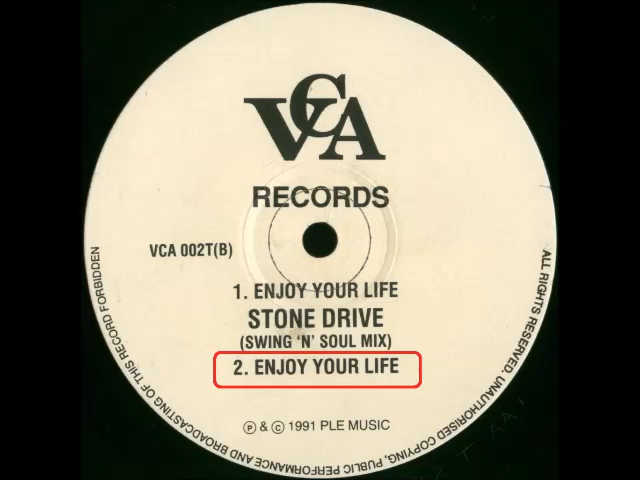 VCA
RECORDS
VCA 002T(B)
1. ENJOY YOUR LIFE
STONE DRIVE
(SWING 'N' SOUL MIX)
2. ENJOY YOUR LIFE
Ⓟ & © 1991 PLE MUSIC
ALL RIGHTS RESERVED. UNAUTHORISED COPYING, PUBLIC PERFORMANCE AND BROADCASTING OF THIS RECORD FORBIDDEN